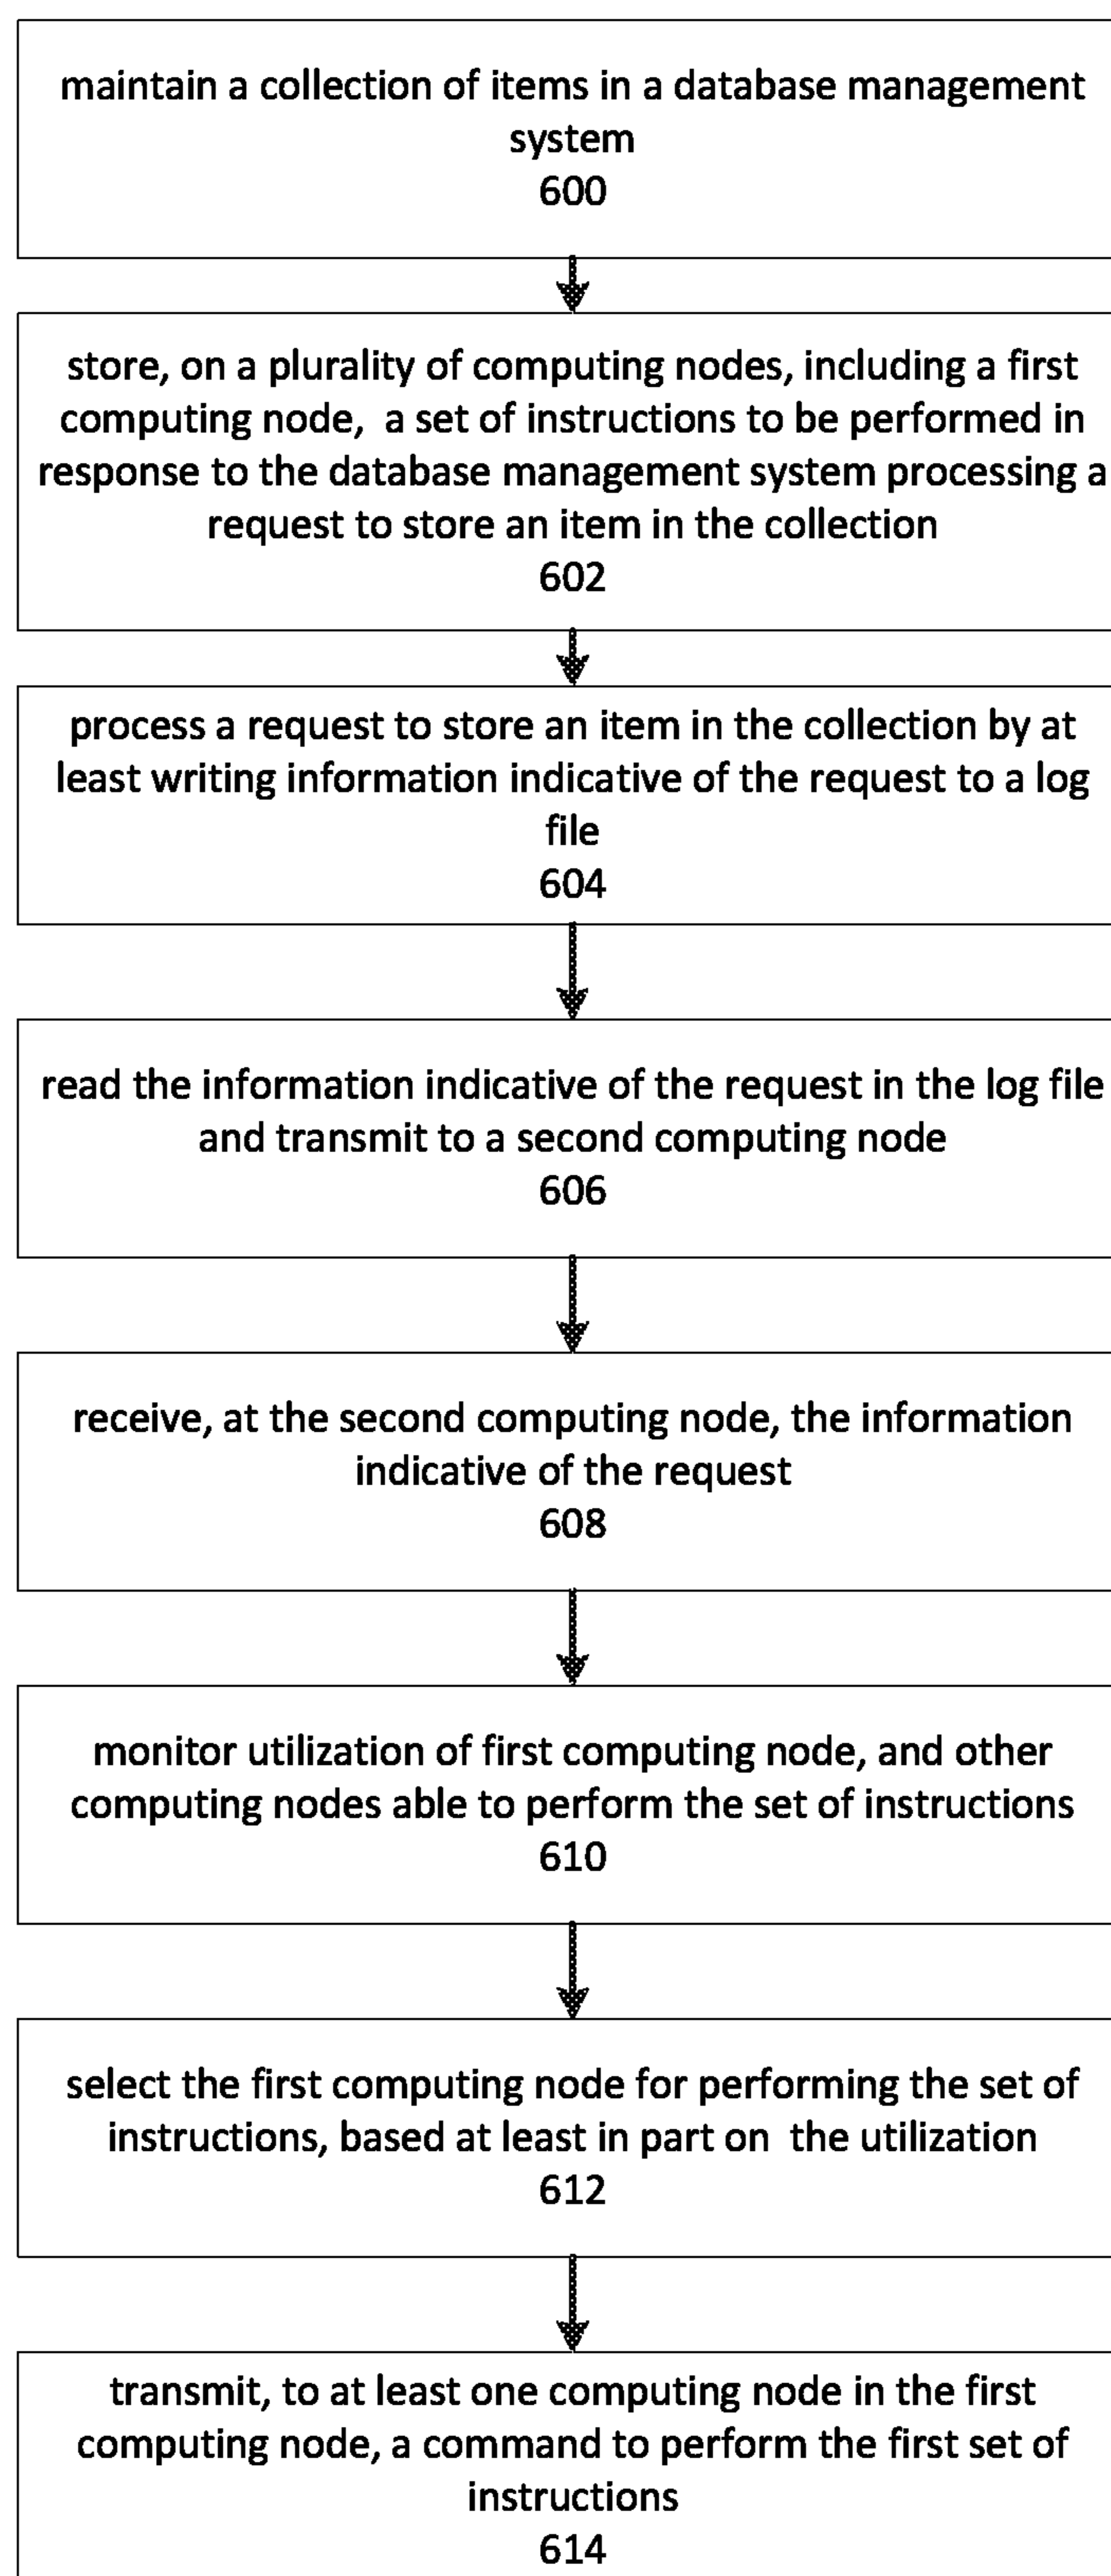 maintain a collection of items in a database management
system
600
store, on a plurality of computing nodes, including a first
computing node, a set of instructions to be performed in
response to the database management system processing a
request to store an item in the collection
602
process a request to store an item in the collection by at
least writing information indicative of the request to a log
file
604
read the information indicative of the request in the log file
and transmit to a second computing node
606
receive, at the second computing node, the information
indicative of the request
608
monitor utilization of first computing node, and other
computing nodes able to perform the set of instructions
610
select the first computing node for performing the set of
instructions, based at least in part on the utilization
612
transmit, to at least one computing node in the first
computing node, a command to perform the first set of
instructions
614